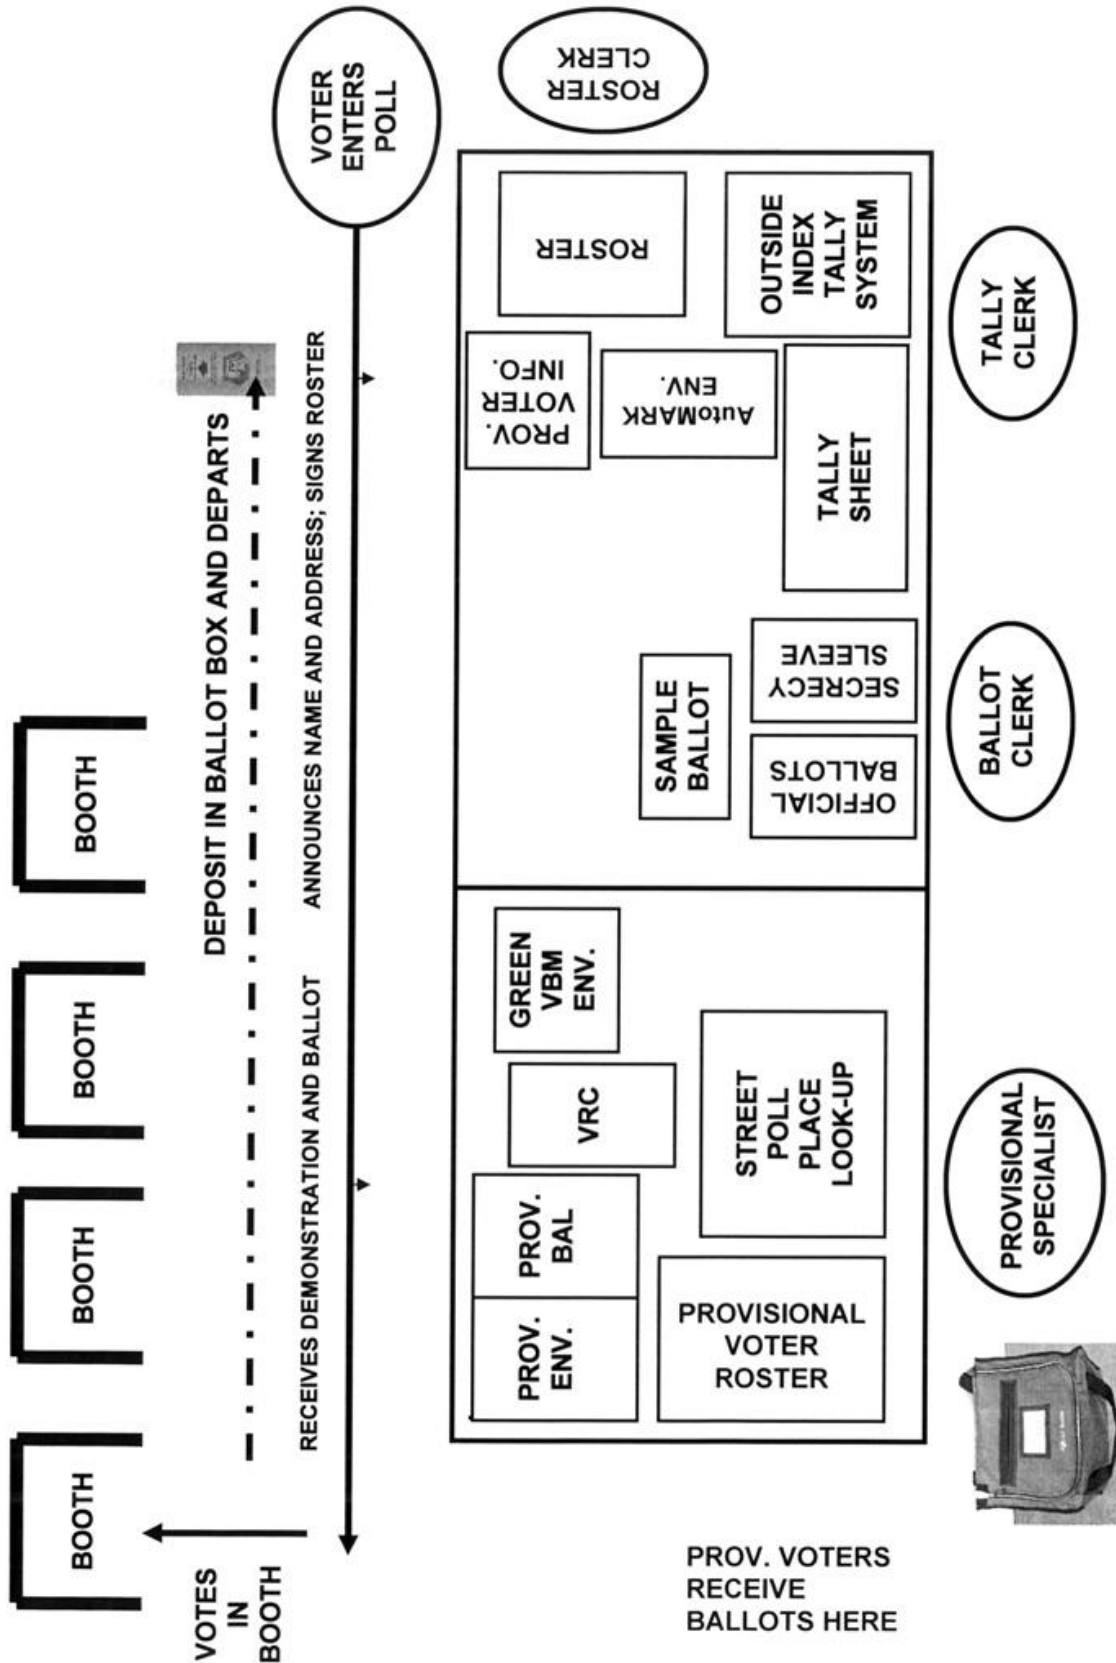 BOOTH
BOOTH
BOOTH
BOOTH
VOTES
IN
BOOTH
DEPOSIT IN BALLOT BOX AND DEPARTS
RECEIVES DEMONSTRATION AND BALLOT
ANNOUNCES NAME AND ADDRESS; SIGNS ROSTER
VOTER
ENTERS
POLL
ROSTER
CLERK
PROV.
ENV.
PROV.
BAL
VRC
GREEN
VBM
ENV.
PROV.
VOTER
INFO.
ROSTER
PROVISIONAL
VOTER
ROSTER
STREET
POLL
PLACE
LOOK-UP
SAMPLE
BALLOT
AutoMARK
ENV.
OFFICIAL
BALLOTS
SECRECY
SLEEVE
TALLY
SHEET
OUTSIDE
INDEX
TALLY
SYSTEM
PROV. VOTERS
RECEIVE
BALLOTS HERE
PROVISIONAL
SPECIALIST
BALLOT
CLERK
TALLY
CLERK